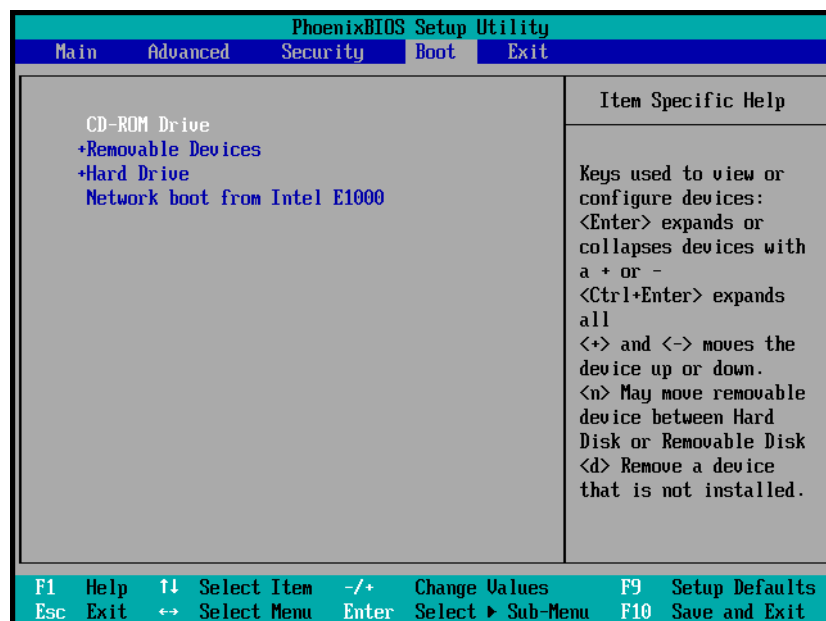 PhoenixBIOS Setup Utility
Main Advanced Security Boot Exit
CD-ROM Drive
+Removable Devices
+Hard Drive
Network boot from Intel E1000
Item Specific Help
Keys used to view or
configure devices:
<Enter> expands or
collapses devices with
a + or -
<Ctrl+Enter> expands
all
<+> and <-> moves the
device up or down.
<n> May move removable
device between Hard
Disk or Removable Disk
<d> Remove a device
that is not installed.
F1 Help ↑↓ Select Item -/+ Change Values F9 Setup Defaults
Esc Exit ↔ Select Menu Enter Select ▶ Sub-Menu F10 Save and Exit